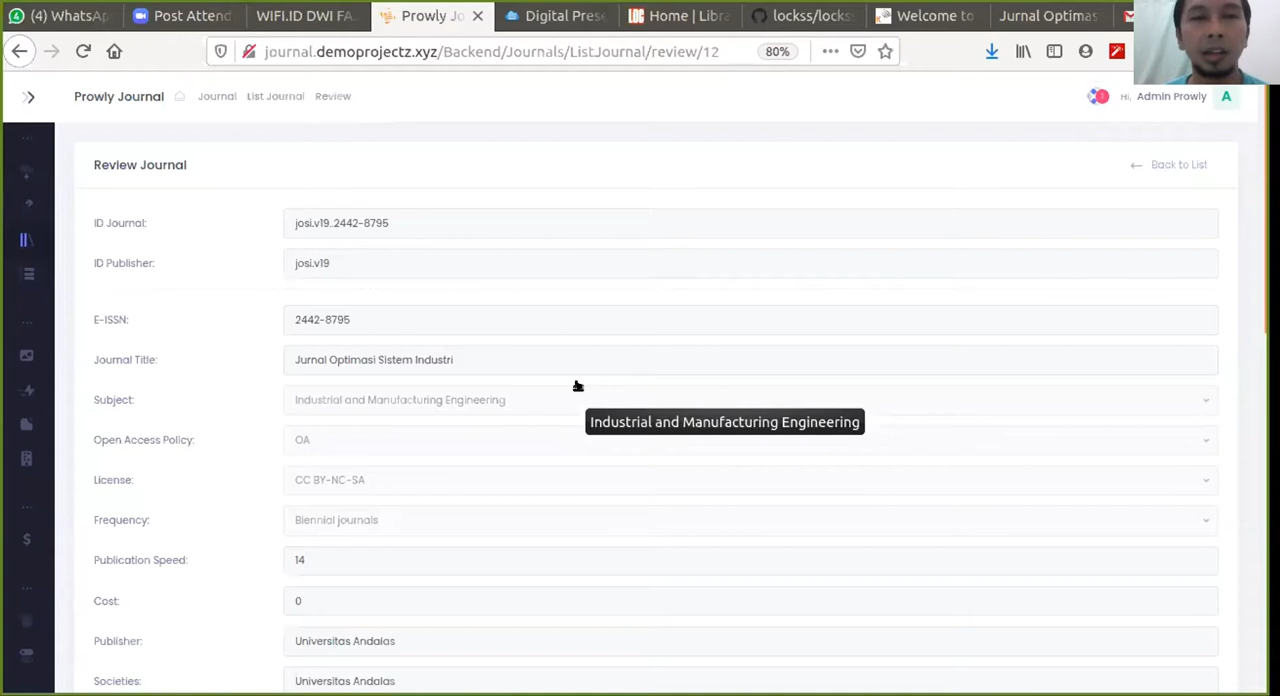 (4) WhatsA
Post Attend
WIFI.ID DWI FA
Prowly Jo
Digital Prese
Home | Libra
lockss/locks
Welcome to
Jurnal Optimas
journal.demoprojectz.xyz/Backend/Journals/ListJournal/review/12
80%
Prowly Journal
Journal
List Journal
Review
Hi, Admin Prowly
A
Review Journal
← Back to List
ID Journal:
josi.v19..2442-8795
ID Publisher:
josi.v19
E-ISSN:
2442-8795
Journal Title:
Jurnal Optimasi Sistem Industri
Subject:
Industrial and Manufacturing Engineering
Industrial and Manufacturing Engineering
Open Access Policy:
OA
License:
CC BY-NC-SA
Frequency:
Biennial journals
Publication Speed:
14
Cost:
0
Publisher:
Universitas Andalas
Societies:
Universitas Andalas